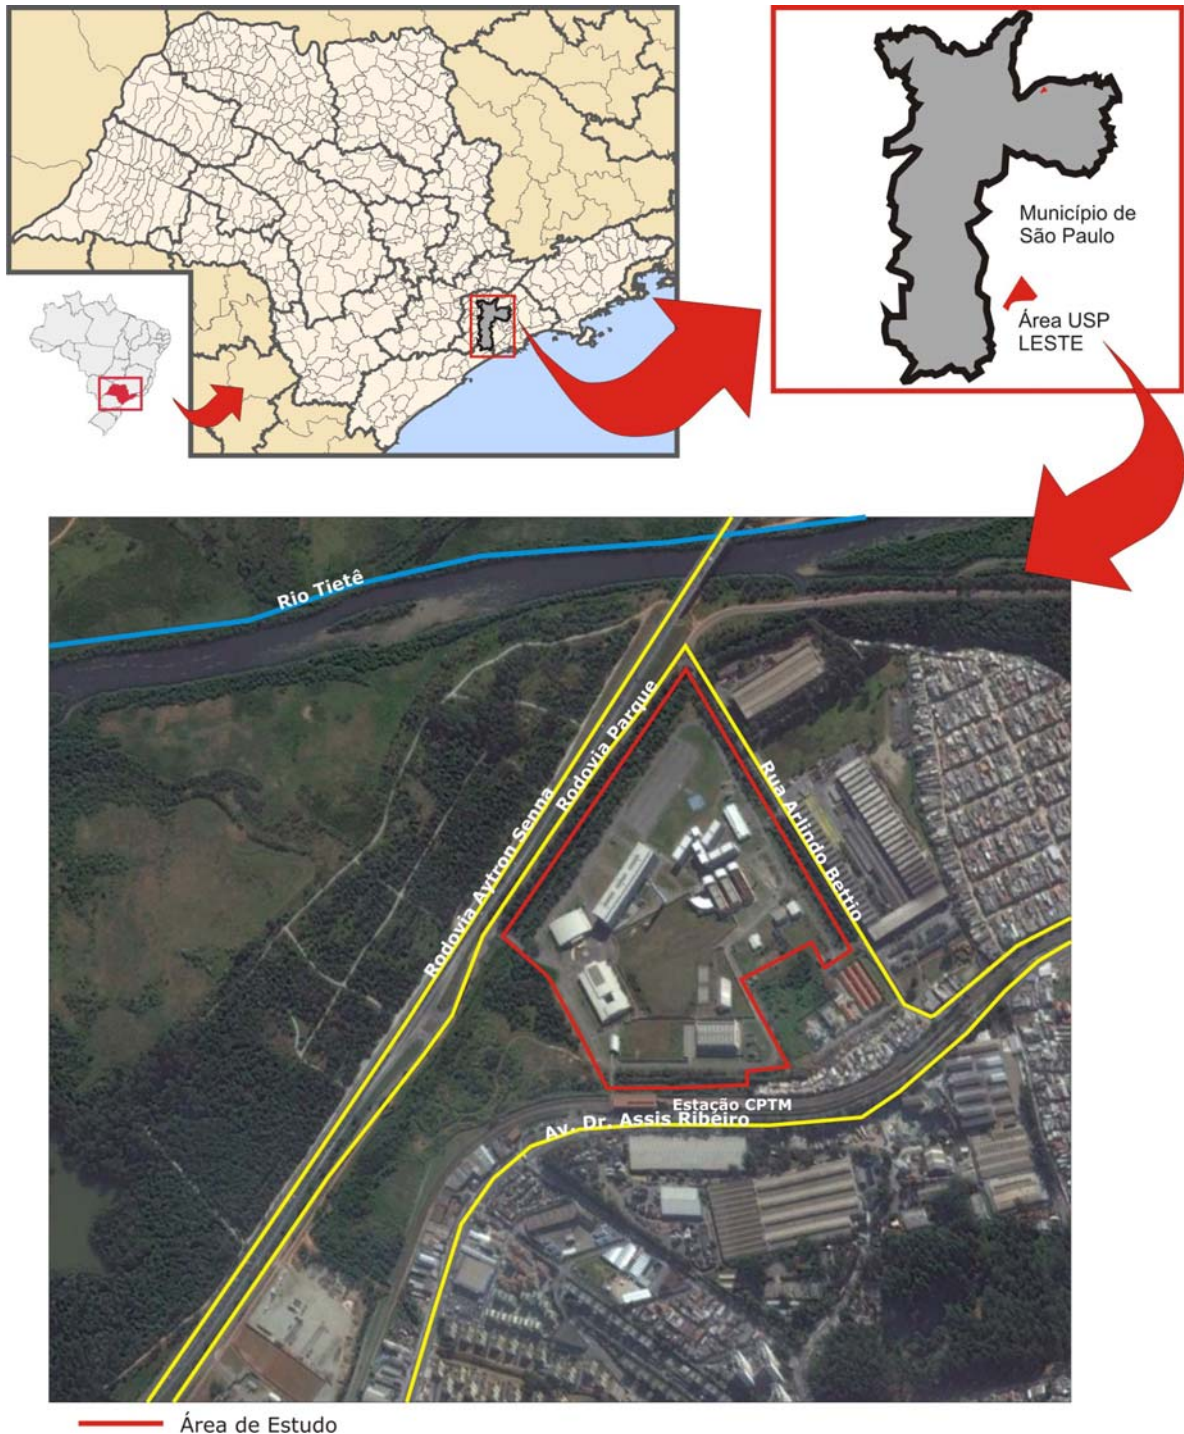 Município de
São Paulo
Área USP
LESTE
Rio Tietê
Rodovia Aytron Senna
Rodovia Parque
Rua Arlindo Bettio
Estação CPTM
Av. Dr. Assis Ribeiro
Área de Estudo